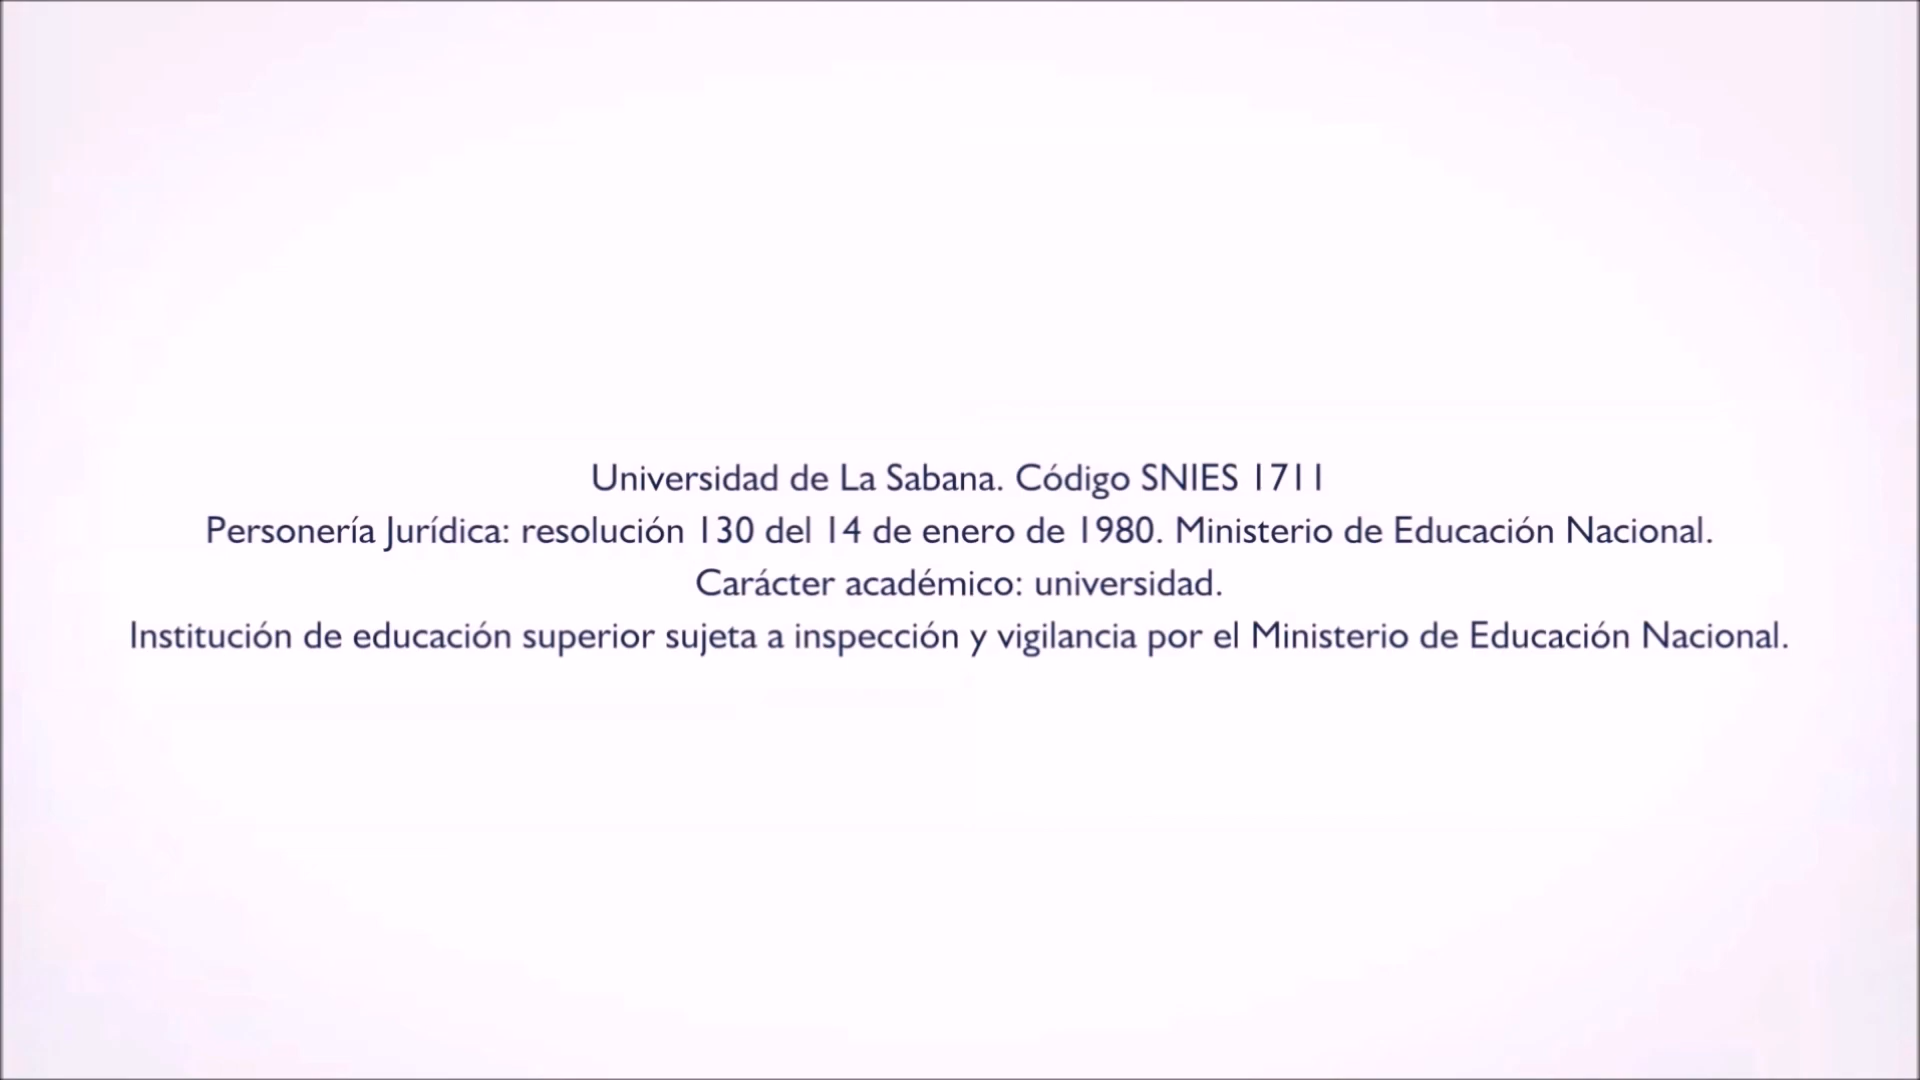 Universidad de La Sabana. Código SNIES 1711
Personería Jurídica: resolución 130 del 14 de enero de 1980. Ministerio de Educación Nacional.
Carácter académico: universidad.
Institución de educación superior sujeta a inspección y vigilancia por el Ministerio de Educación Nacional.